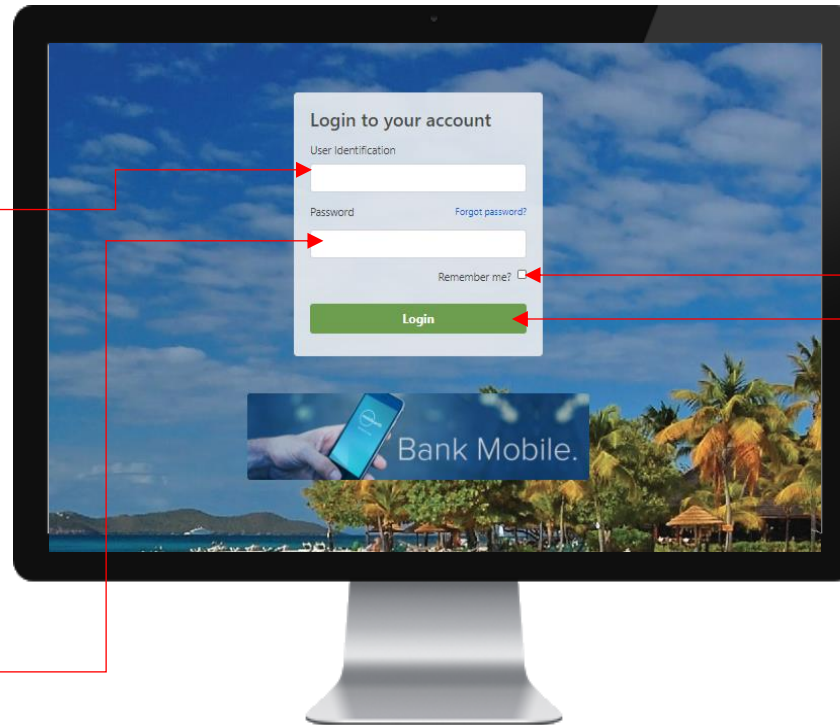 Login to your account
User Identification
Password Forgot password?
Remember me?
Login
Bank Mobile.